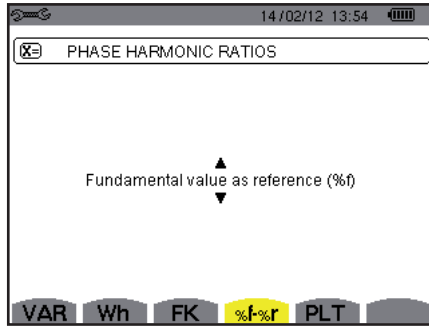 14/02/12 13:54
X= PHASE HARMONIC RATIOS
Fundamental value as reference (%f)
VAR Wh FK %f-%r PLT